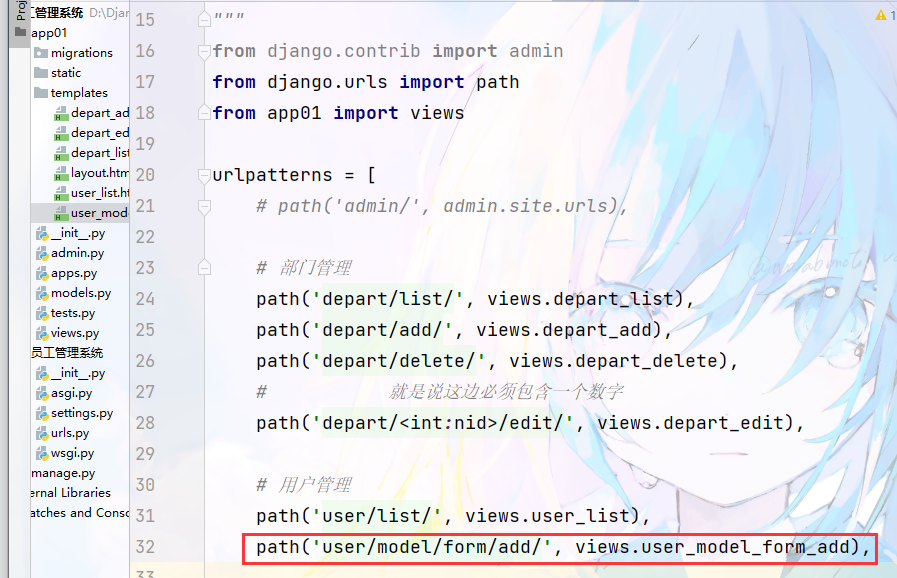 Proj
工管理系统 D:\Djan
app01
migrations
static
templates
depart_ad
depart_ed
depart_list
layout.htm
user_list.ht
user_mode
__init__.py
admin.py
apps.py
models.py
tests.py
views.py
员工管理系统
__init__.py
asgi.py
settings.py
urls.py
wsgi.py
manage.py
ernal Libraries
atches and Conso
1
15 """
16 from django.contrib import admin
17 from django.urls import path
18 from app01 import views
19
20 urlpatterns = [
21 # path('admin/', admin.site.urls),
22
23 # 部门管理
24 path('depart/list/', views.depart_list),
25 path('depart/add/', views.depart_add),
26 path('depart/delete/', views.depart_delete),
27 # 就是说这边必须包含一个数字
28 path('depart/<int:nid>/edit/', views.depart_edit),
29
30 # 用户管理
31 path('user/list/', views.user_list),
32 path('user/model/form/add/', views.user_model_form_add),
33